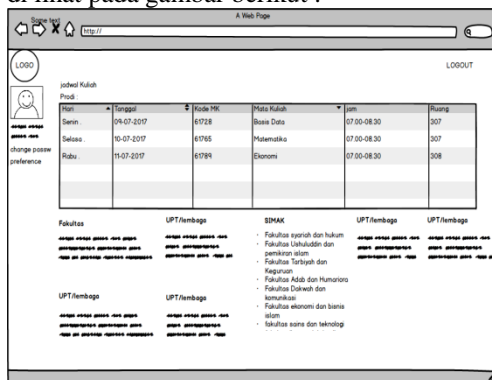 di lihat pada gambar berikut :
A Web Page
Some text
http://
LOGO
LOGOUT
jadwal Kuliah
Prodi :
Hari Tanggal Kode MK Mata Kuliah jam Ruang
Senin . 09-07-2017 61728 Basis Data 07.00-08.30 307
Selasa . 10-07-2017 61765 Matematika 07.00-08.30 307
Rabu . 11-07-2017 61789 Ekonomi 07.00-08.30 308
change passw
preference
Fakultas
UPT/lembaga
SIMAK
UPT/lembaga
UPT/lembaga
· Fakultas syariah dan hukum
· Fakultas Ushuluddin dan
pemikiran islam
· Fakultas Tarbiyah dan
Keguruan
· Fakultas Adab dan Humaniora
· Fakultas Dakwah dan
komunikasi
· Fakultas ekonomi dan bisnis
islam
· fakultas sains dan teknologi
UPT/lembaga
UPT/lembaga